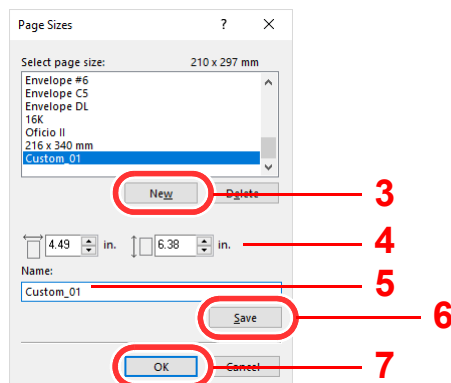 Page Sizes ? ×
Select page size: 210 x 297 mm
Envelope #6
Envelope C5
Envelope DL
16K
Oficio II
216 x 340 mm
Custom_01
New Delete 3
4.49 in. 6.38 in. 4
Name: 5
Custom_01
Save 6
OK Cancel 7